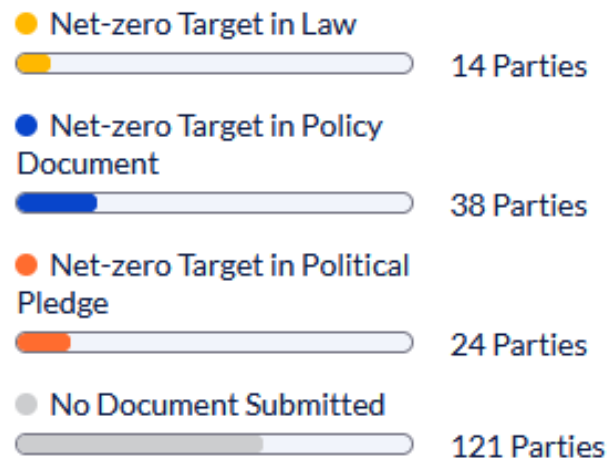 Net-zero Target in Law
14 Parties
Net-zero Target in Policy
Document
38 Parties
Net-zero Target in Political
Pledge
24 Parties
No Document Submitted
121 Parties